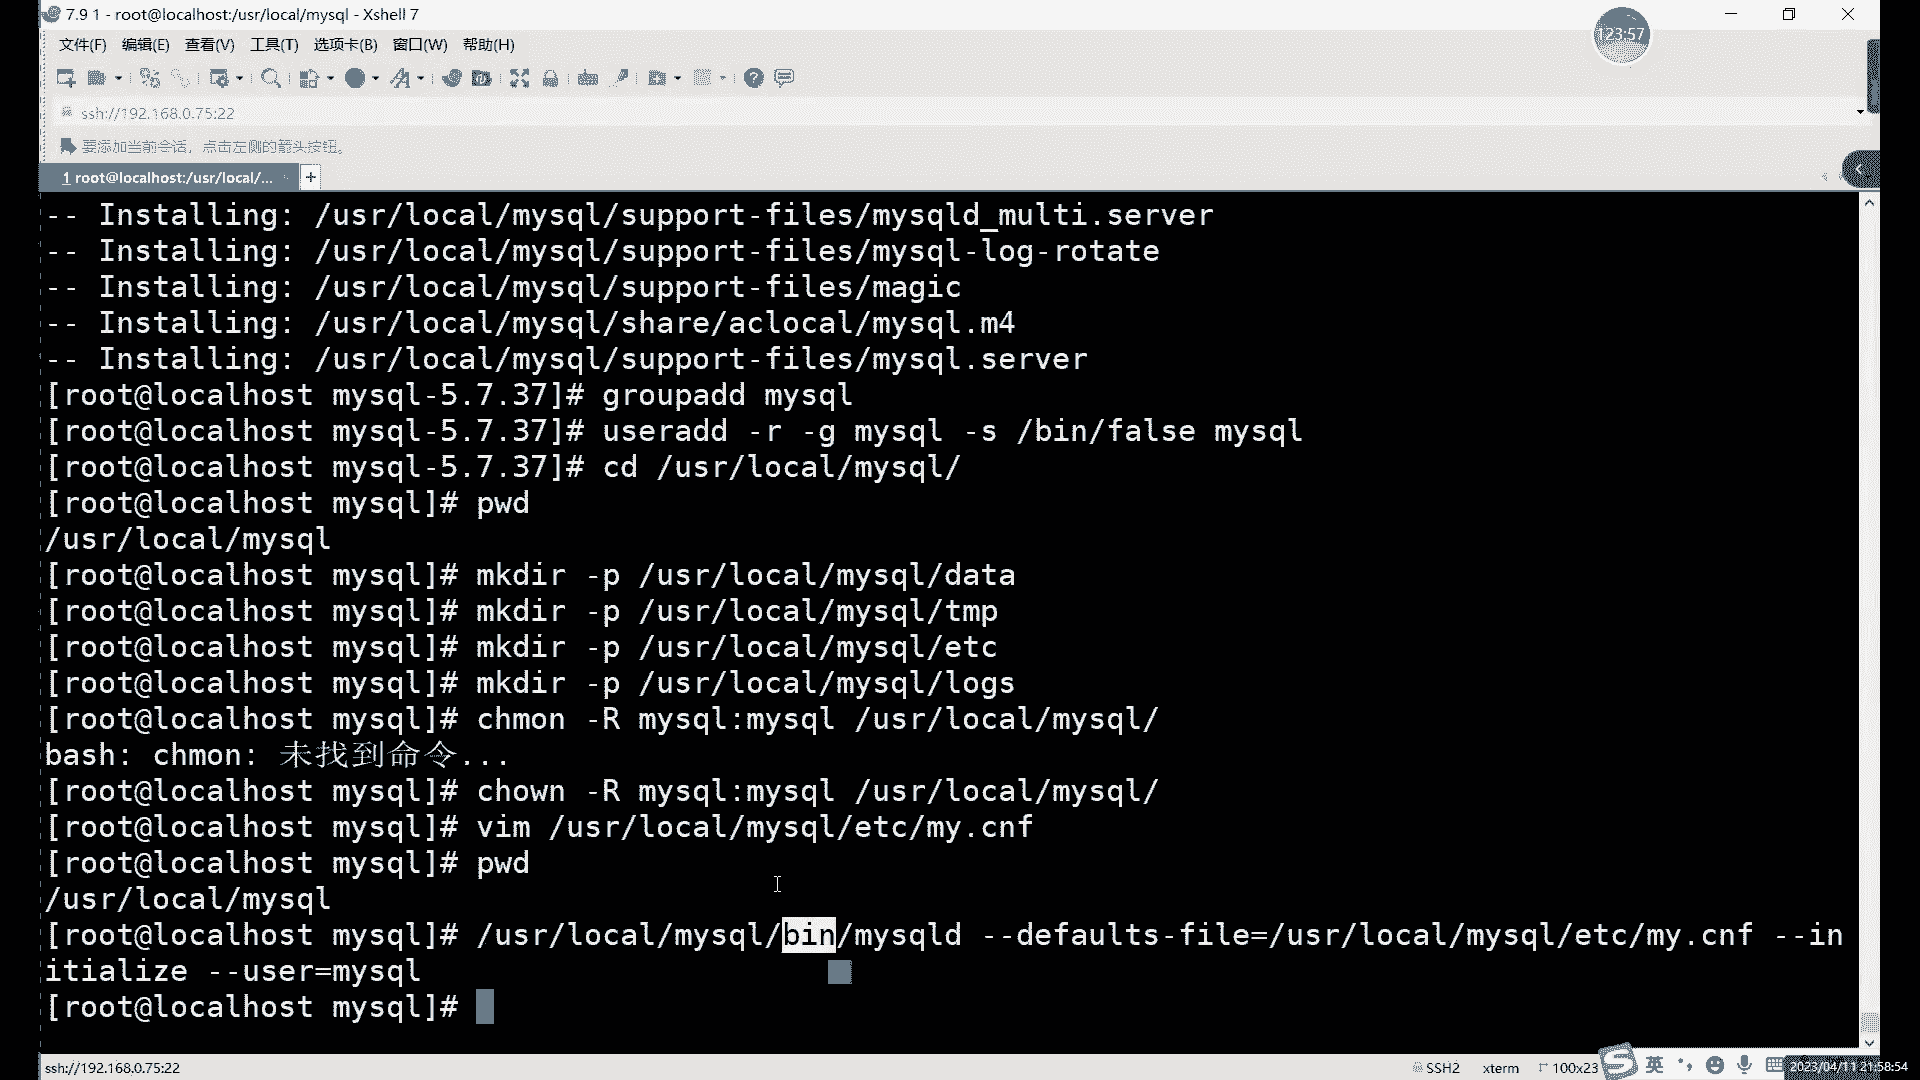 7.9 1 - root@localhost:/usr/local/mysql - Xshell 7
123:57
文件(F) 编辑(E) 查看(V) 工具(T) 选项卡(B) 窗口(W) 帮助(H)
ssh://192.168.0.75:22
要添加当前会话，点击左侧的箭头按钮。
1 root@localhost:/usr/local/... +
-- Installing: /usr/local/mysql/support-files/mysqld_multi.server
-- Installing: /usr/local/mysql/support-files/mysql-log-rotate
-- Installing: /usr/local/mysql/support-files/magic
-- Installing: /usr/local/mysql/share/aclocal/mysql.m4
-- Installing: /usr/local/mysql/support-files/mysql.server
[root@localhost mysql-5.7.37]# groupadd mysql
[root@localhost mysql-5.7.37]# useradd -r -g mysql -s /bin/false mysql
[root@localhost mysql-5.7.37]# cd /usr/local/mysql/
[root@localhost mysql]# pwd
/usr/local/mysql
[root@localhost mysql]# mkdir -p /usr/local/mysql/data
[root@localhost mysql]# mkdir -p /usr/local/mysql/tmp
[root@localhost mysql]# mkdir -p /usr/local/mysql/etc
[root@localhost mysql]# mkdir -p /usr/local/mysql/logs
[root@localhost mysql]# chmon -R mysql:mysql /usr/local/mysql/
bash: chmon: 未找到命令...
[root@localhost mysql]# chown -R mysql:mysql /usr/local/mysql/
[root@localhost mysql]# vim /usr/local/mysql/etc/my.cnf
[root@localhost mysql]# pwd
/usr/local/mysql
[root@localhost mysql]# /usr/local/mysql/bin/mysqld --defaults-file=/usr/local/mysql/etc/my.cnf --in
itialize --user=mysql
[root@localhost mysql]#
ssh://192.168.0.75:22 SSH2 xterm 100x23 英 2023/04/11 21:58:54